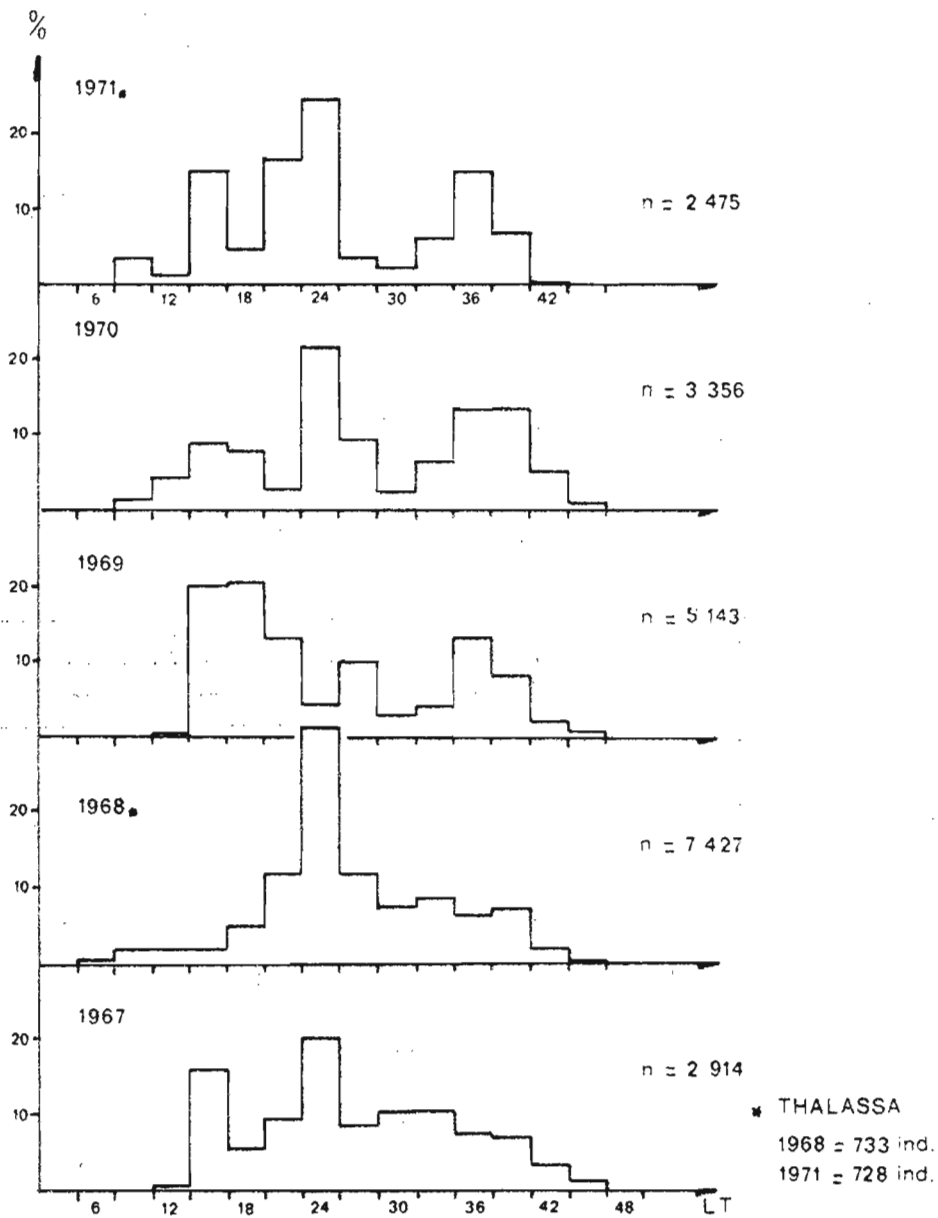 %
1971*
20
10
n = 2 475
6 12 18 24 30 36 42
1970
20
10
n = 3 356
1969
20
10
n = 5 143
1968*
20
10
n = 7 427
1967
20
10
n = 2 914
6 12 18 24 30 36 42 48 LT
* THALASSA
1968 = 733 ind.
1971 = 728 ind.